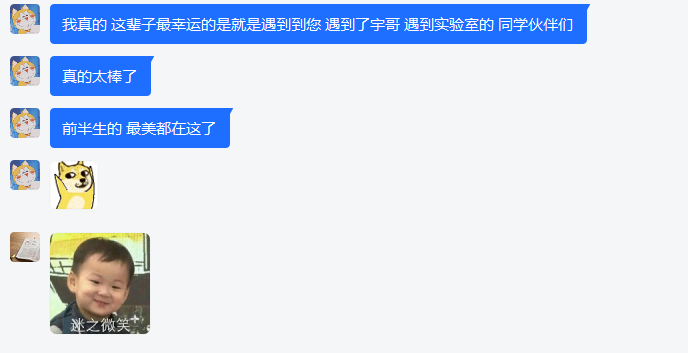 我真的 这辈子最幸运的是就是遇到到您 遇到了宇哥 遇到实验室的 同学伙伴们
真的太棒了
前半生的 最美都在这了
迷之微笑